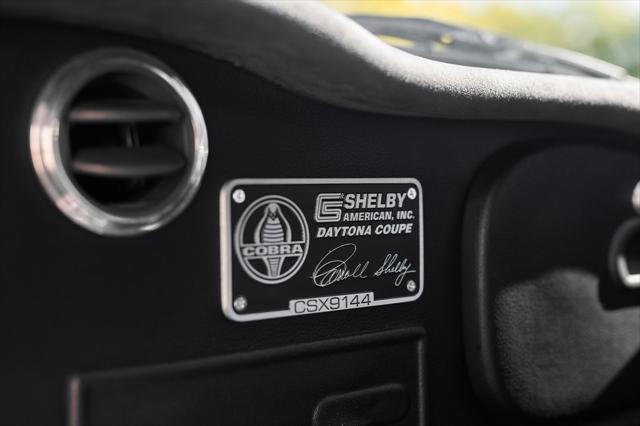 SHELBY
AMERICAN, INC.
DAYTONA COUPE
COBRA
Carroll Shelby
CSX9144